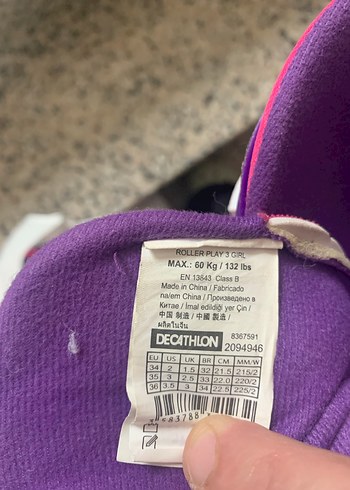 ROLLER PLAY 3 GIRL
MAX.: 60 Kg / 132 lbs
EN 13843 Class B
Made in China / Fabricado
na/em China / Произведено в
Китае / Imal edildiği yer Çin /
中国 制造 / 中國 製造 /
ผลิตในจีน
DECATHLON 8367591
2094946
EU US UK BR CM MM/W
34 2 1.5 32 21.5 215/2
35 3 2.5 33 22.0 220/2
36 3.5 3 34 22.5 225/2